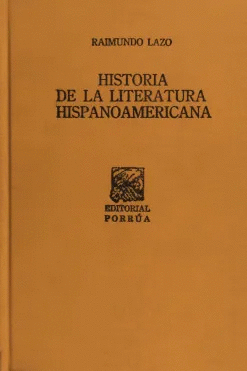 RAIMUNDO LAZO
HISTORIA
DE LA LITERATURA
HISPANOAMERICANA
EDITORIAL
PORRÚA